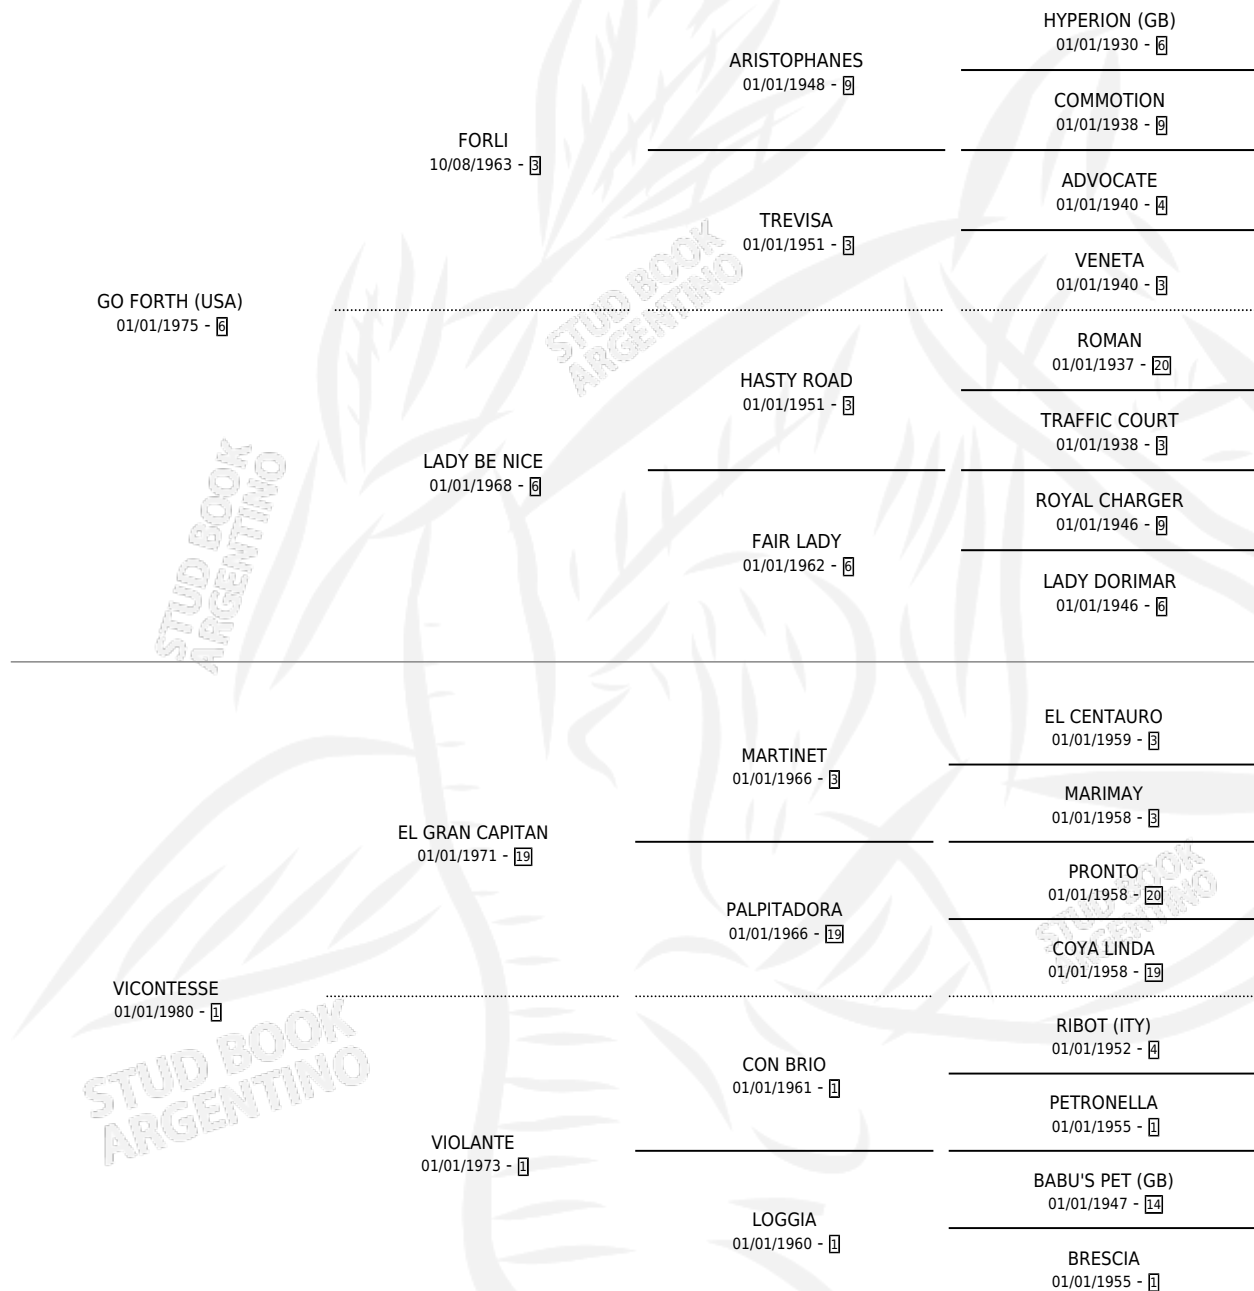 HYPERION (GB)
01/01/1930 - 6
ARISTOPHANES
01/01/1948 - 9
COMMOTION
01/01/1938 - 9
FORLI
10/08/1963 - 3
ADVOCATE
01/01/1940 - 4
TREVISA
01/01/1951 - 3
VENETA
01/01/1940 - 3
GO FORTH (USA)
01/01/1975 - 6
ROMAN
01/01/1937 - 20
HASTY ROAD
01/01/1951 - 3
TRAFFIC COURT
01/01/1938 - 3
LADY BE NICE
01/01/1968 - 6
ROYAL CHARGER
01/01/1946 - 9
FAIR LADY
01/01/1962 - 6
LADY DORIMAR
01/01/1946 - 6
EL CENTAURO
01/01/1959 - 3
MARTINET
01/01/1966 - 3
MARIMAY
01/01/1958 - 3
EL GRAN CAPITAN
01/01/1971 - 19
PRONTO
01/01/1958 - 20
PALPITADORA
01/01/1966 - 19
COYA LINDA
01/01/1958 - 19
VICONTESSE
01/01/1980 - 1
RIBOT (ITY)
01/01/1952 - 4
CON BRIO
01/01/1961 - 1
PETRONELLA
01/01/1955 - 1
VIOLANTE
01/01/1973 - 1
BABU'S PET (GB)
01/01/1947 - 14
LOGGIA
01/01/1960 - 1
BRESCIA
01/01/1955 - 1
STUD BOOK
ARGENTINO
STUD BOOK
ARGENTINO
STUD BOOK
ARGENTINO
STUD BOOK
ARGENTINO